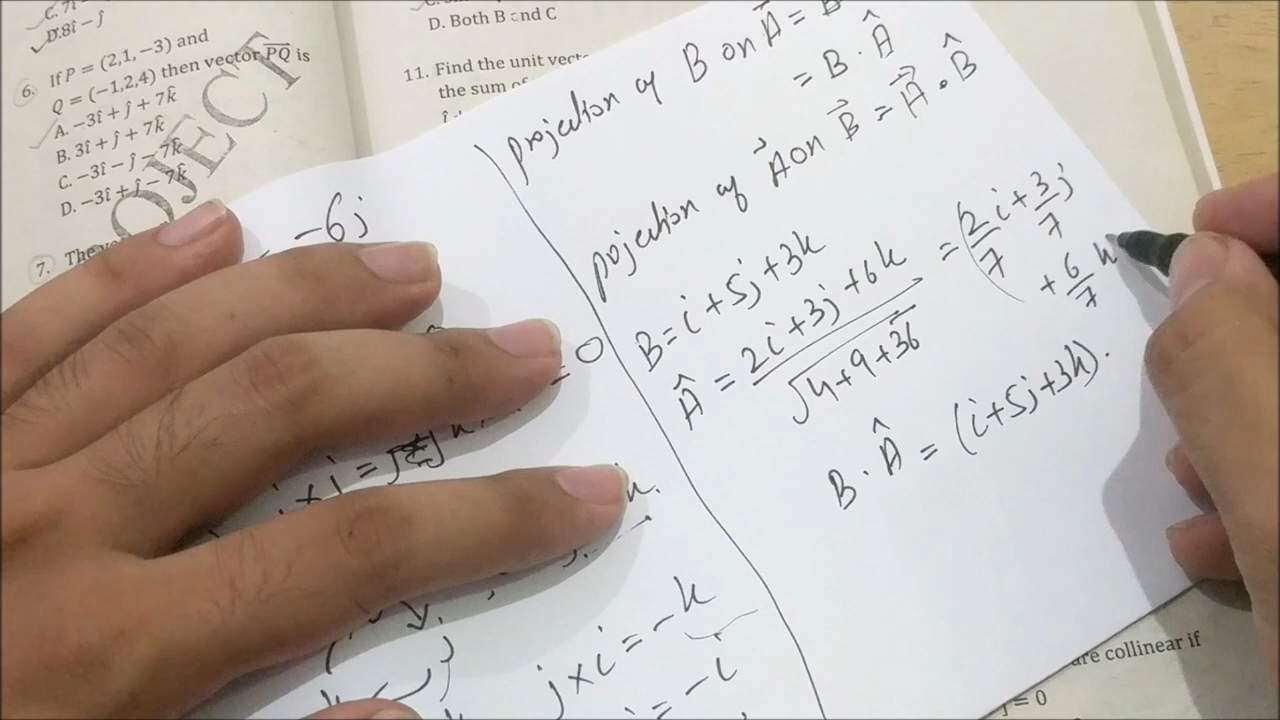 C. 7î
D. 8î − ĵ
6. If P = (2,1, −3) and
Q = (−1,2,4) then vector PQ is
A. −3î + ĵ + 7k̂
B. 3î + ĵ + 7k̂
C. −3î − ĵ − 7k̂
D. −3î + ĵ − 7k̂
OJECT
7. The
D. Both B and C
11. Find the unit
the sum
-6j
= 0
j×i = -k
= -i
projection of B on A⃗ =
= B · Â
projection of A⃗ on B⃗ = A⃗ · B̂
B = i + 5j + 3k
Â = 2i + 3j + 6k / √4+9+36 = (2/7 i + 3/7 j
+ 6/7 k
B · Â = (i + 5j + 3k) ·
are collinear if
= 0